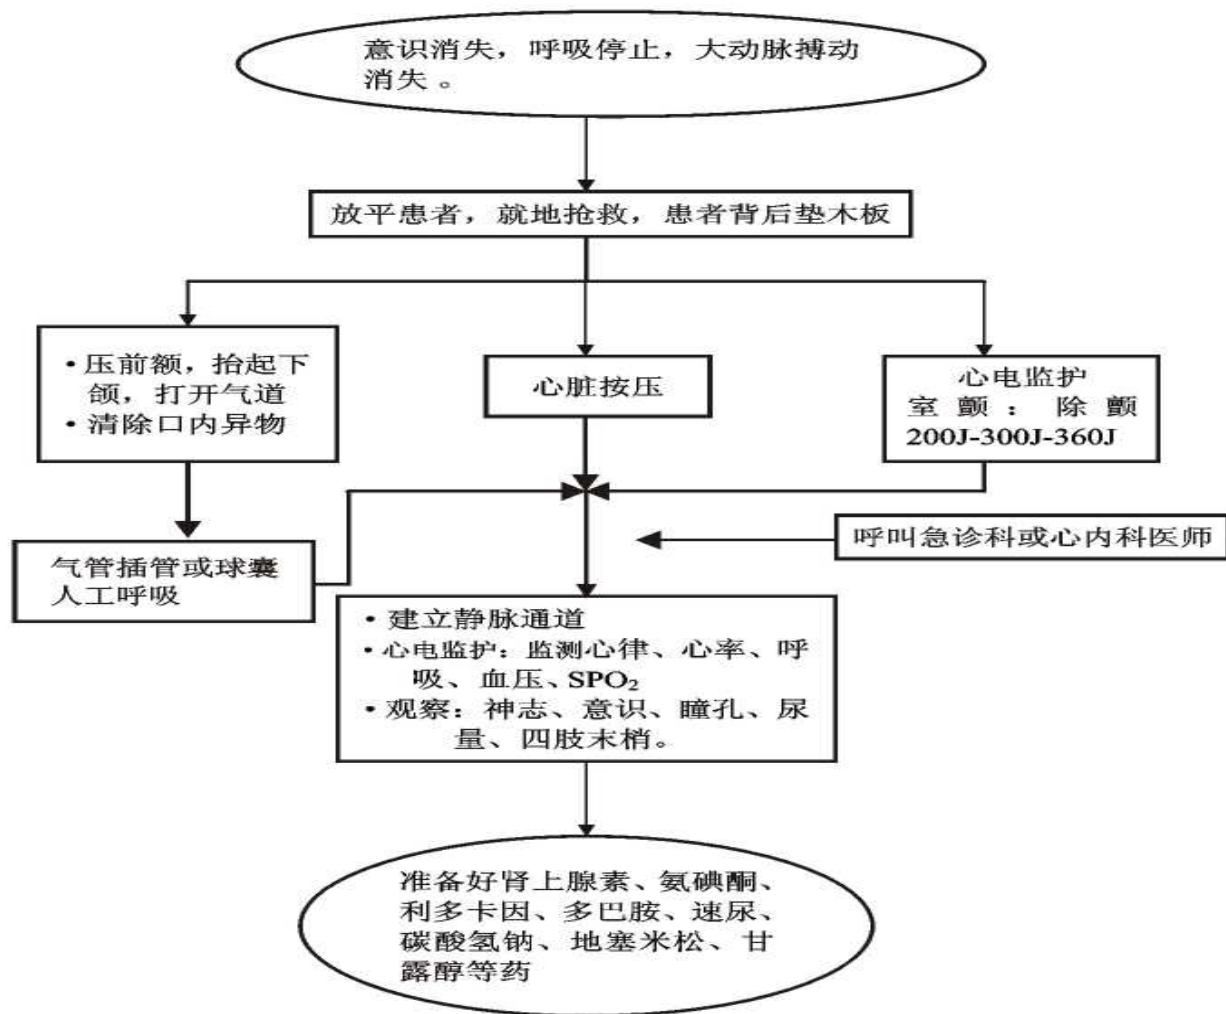 意识消失，呼吸停止，大动脉搏动
消失。
放平患者，就地抢救，患者背后垫木板
•压前额，抬起下
颌，打开气道
•清除口内异物
心脏按压
心电监护
室颤：除颤
200J-300J-360J
气管插管或球囊
人工呼吸
呼叫急诊科或心内科医师
•建立静脉通道
•心电监护：监测心律、心率、呼
吸、血压、SPO₂
•观察：神志、意识、瞳孔、尿
量、四肢末梢。
准备好肾上腺素、氨碘酮、
利多卡因、多巴胺、速尿、
碳酸氢钠、地塞米松、甘
露醇等药